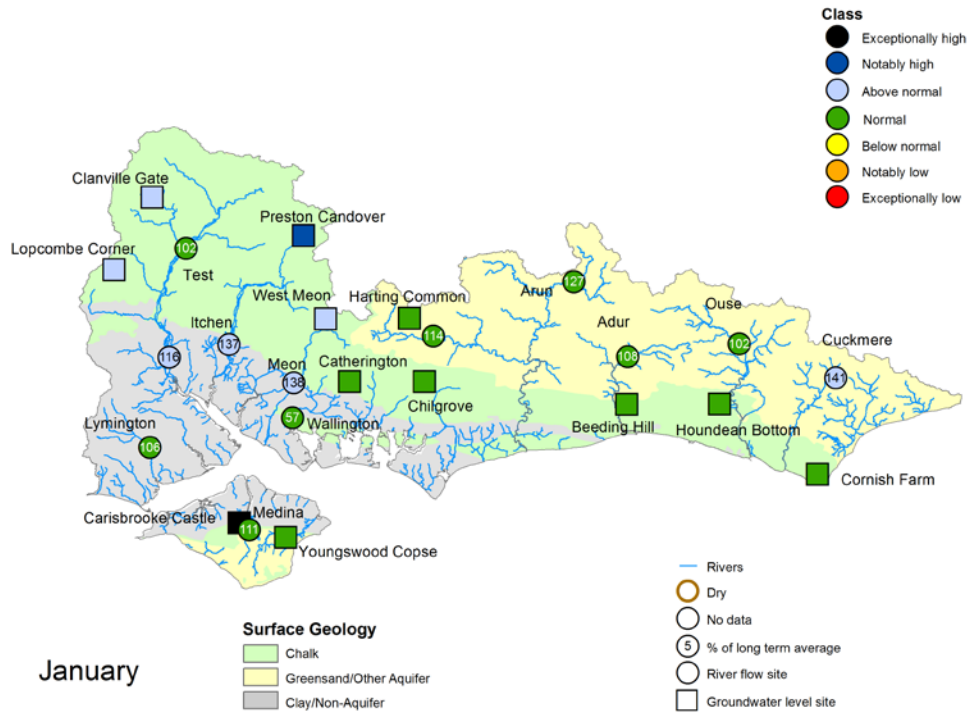 Class
Exceptionally high
Notably high
Above normal
Normal
Below normal
Notably low
Exceptionally low
Clanville Gate
Preston Candover
Lopcombe Corner
102
Test
West Meon
Harting Common
Arun
127
Ouse
Adur
Itchen
137
114
102
Cuckmere
116
108
Meon
138
Catherington
141
Chilgrove
Lymington
57
Wallington
Beeding Hill
Houndean Bottom
106
Cornish Farm
Carisbrooke Castle
Medina
111
Youngswood Copse
Rivers
Dry
No data
5
% of long term average
River flow site
Groundwater level site
Surface Geology
Chalk
Greensand/Other Aquifer
Clay/Non-Aquifer
January